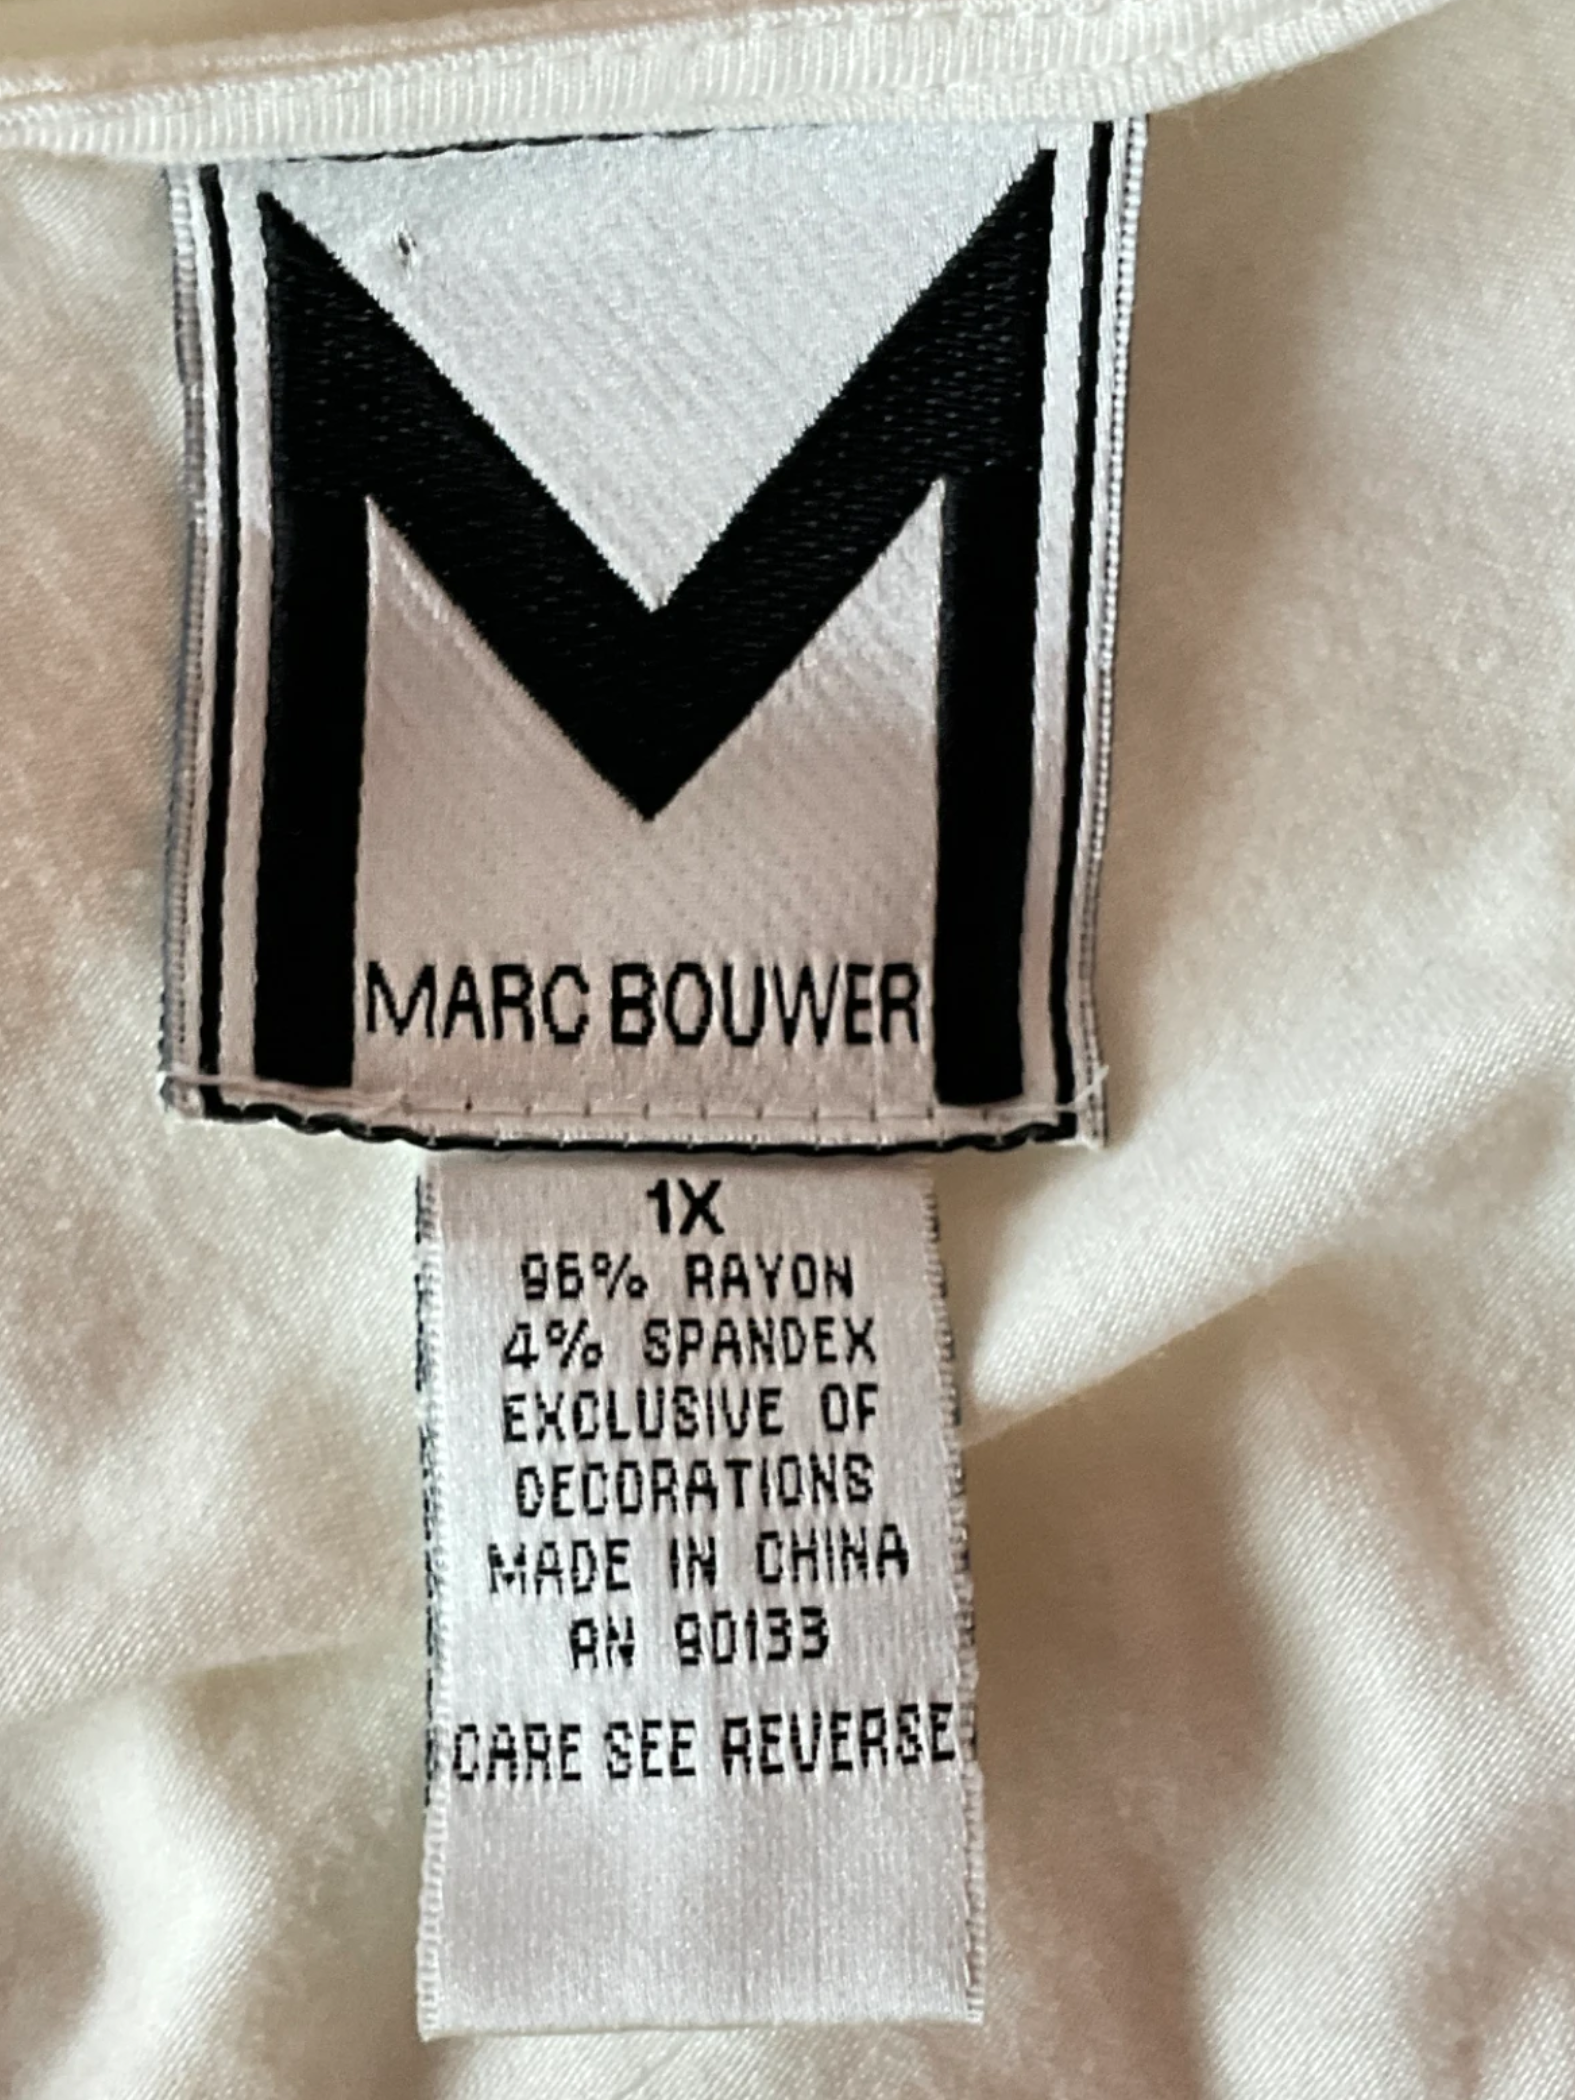 M
MARC BOUWER
1X
96% RAYON
4% SPANDEX
EXCLUSIVE OF
DECORATIONS
MADE IN CHINA
RN 90133
CARE SEE REVERSE